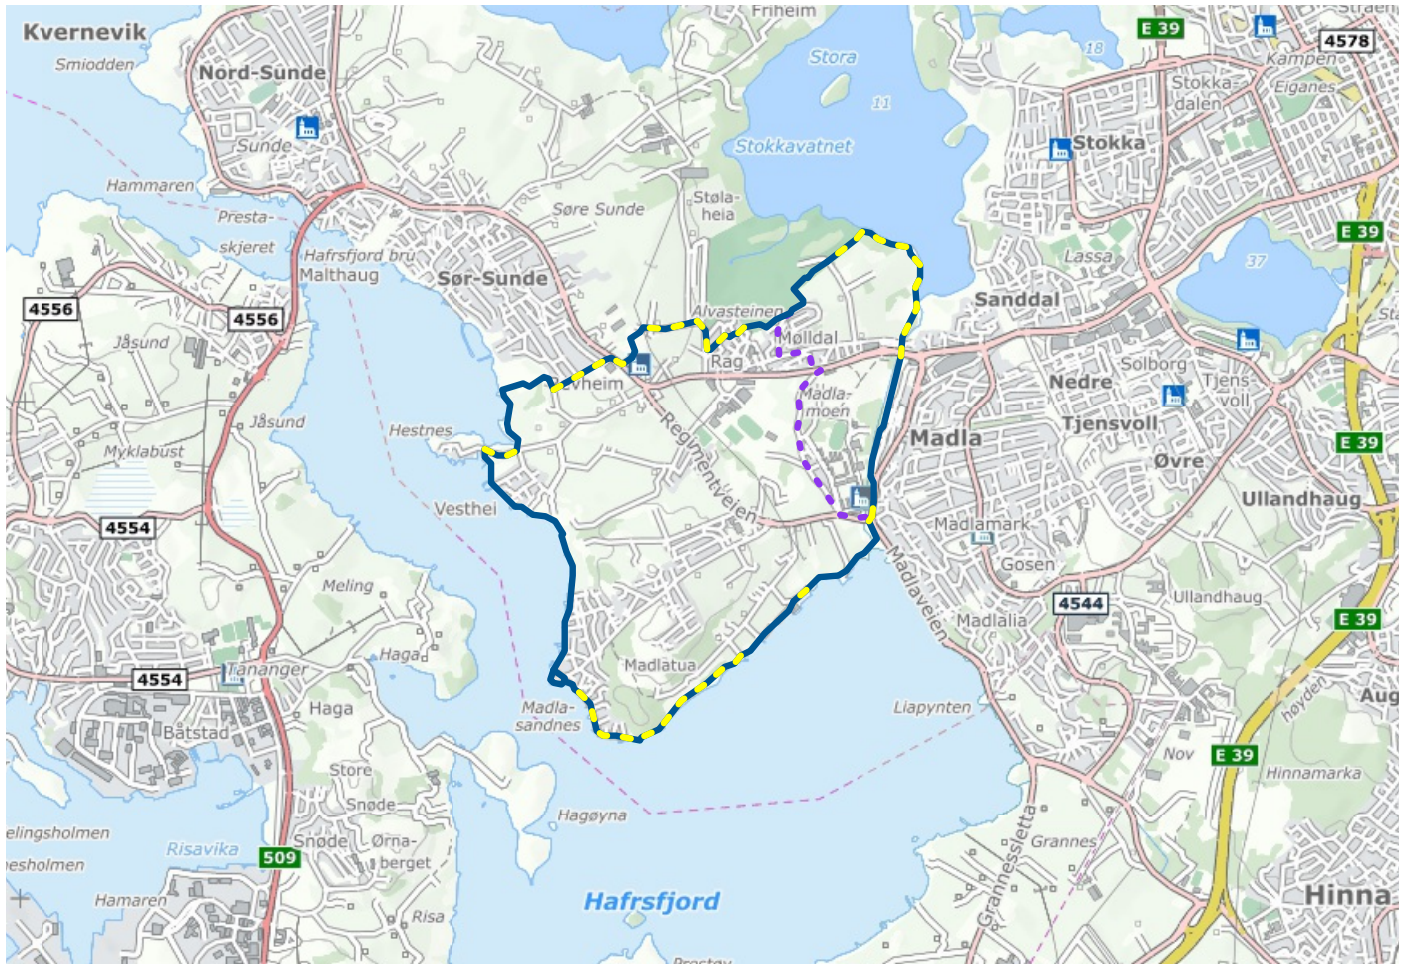 Friheim
Straen
Kvernevik
E 39
4578
Smiodden
Stora
18
Kampen
Nord-Sunde
Stokka-
dalen
Eiganes
11
Sunde
Stokkavatnet
Stokka
Hammaren
Støla-
heia
Presta-
skjeret
Søre Sunde
E 39
Hafrsfjord bru
Malthaug
Lassa
37
Sør-Sunde
Sanddal
4556
4556
Alvasteinen
Mølldal
Jåsund
Rag
Solborg
Madla-
moen
Nedre
Tjensvoll
Tjens-
voll
Jåsund
Hestnes
Regimentveien
Madla
E 39
Myklabust
Øvre
Vesthei
Ullandhaug
4554
Madlamark
Gosen
Meling
Madlaveien
Ullandhaug
4544
Madlalia
E 39
Haga
Madlatua
Tananger
4554
Aug
Haga
Madla-
sandnes
Liapynten
høyden
Båtstad
Nov
E 39
Store
Hinnamarka
Snøde
Hagøyna
elingsholmen
Snøde
Ørna-
berget
Grannes
Risavika
509
Grannessetta
nesholmen
Hinna
Hamaren
Hafrsfjord
Risa